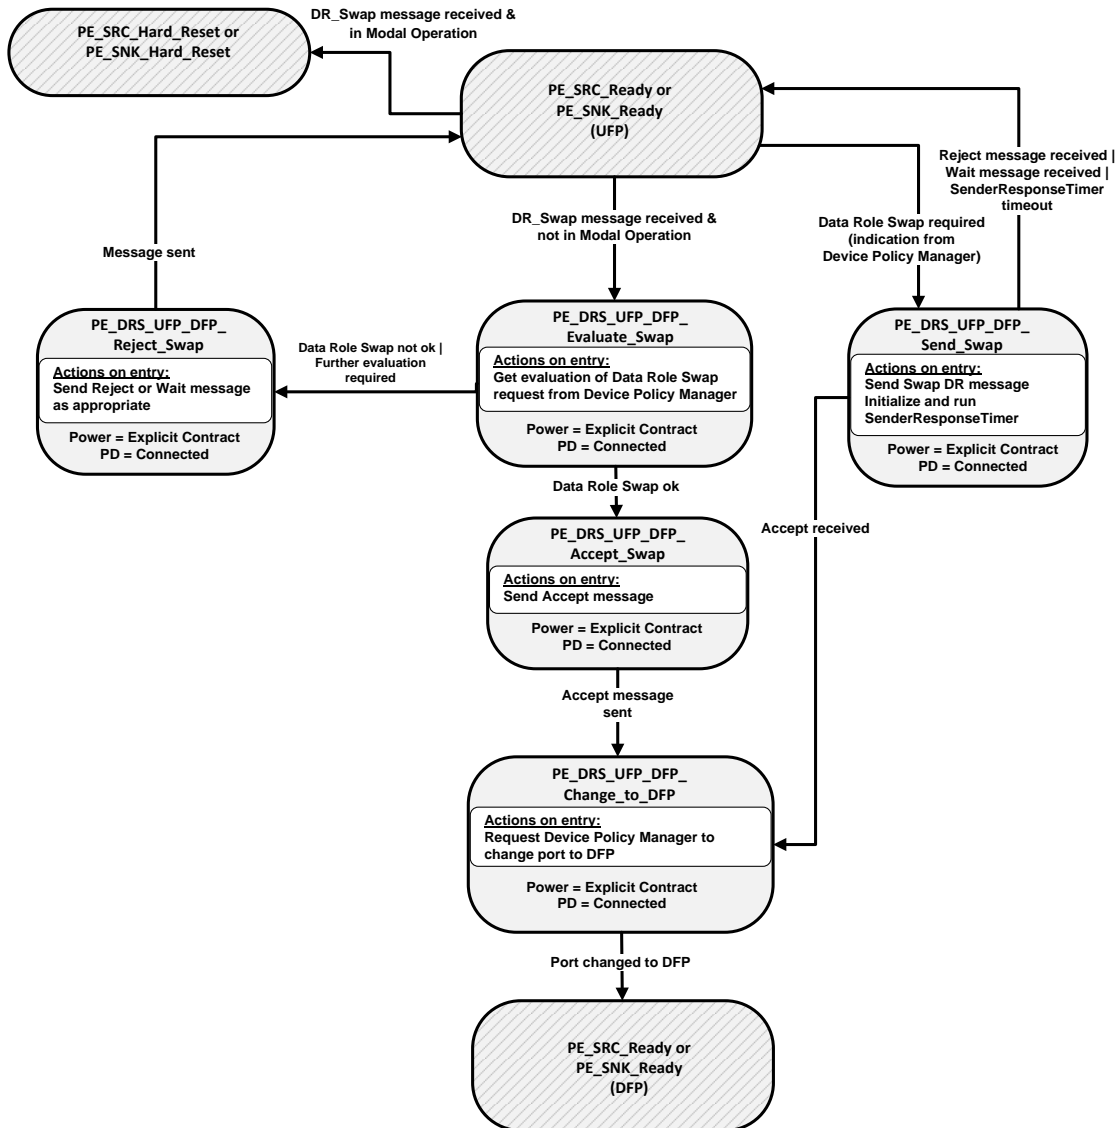 PE_SRC_Hard_Reset or
PE_SNK_Hard_Reset
DR_Swap message received &
in Modal Operation
PE_SRC_Ready or
PE_SNK_Ready
(UFP)
Reject message received |
Wait message received |
SenderResponseTimer
timeout
DR_Swap message received &
not in Modal Operation
Data Role Swap required
(indication from
Device Policy Manager)
Message sent
PE_DRS_UFP_DFP_
Reject_Swap
Actions on entry:
Send Reject or Wait message
as appropriate
Power = Explicit Contract
PD = Connected
Data Role Swap not ok |
Further evaluation
required
PE_DRS_UFP_DFP_
Evaluate_Swap
Actions on entry:
Get evaluation of Data Role Swap
request from Device Policy Manager
Power = Explicit Contract
PD = Connected
PE_DRS_UFP_DFP_
Send_Swap
Actions on entry:
Send Swap DR message
Initialize and run
SenderResponseTimer
Power = Explicit Contract
PD = Connected
Data Role Swap ok
Accept received
PE_DRS_UFP_DFP_
Accept_Swap
Actions on entry:
Send Accept message
Power = Explicit Contract
PD = Connected
Accept message
sent
PE_DRS_UFP_DFP_
Change_to_DFP
Actions on entry:
Request Device Policy Manager to
change port to DFP
Power = Explicit Contract
PD = Connected
Port changed to DFP
PE_SRC_Ready or
PE_SNK_Ready
(DFP)